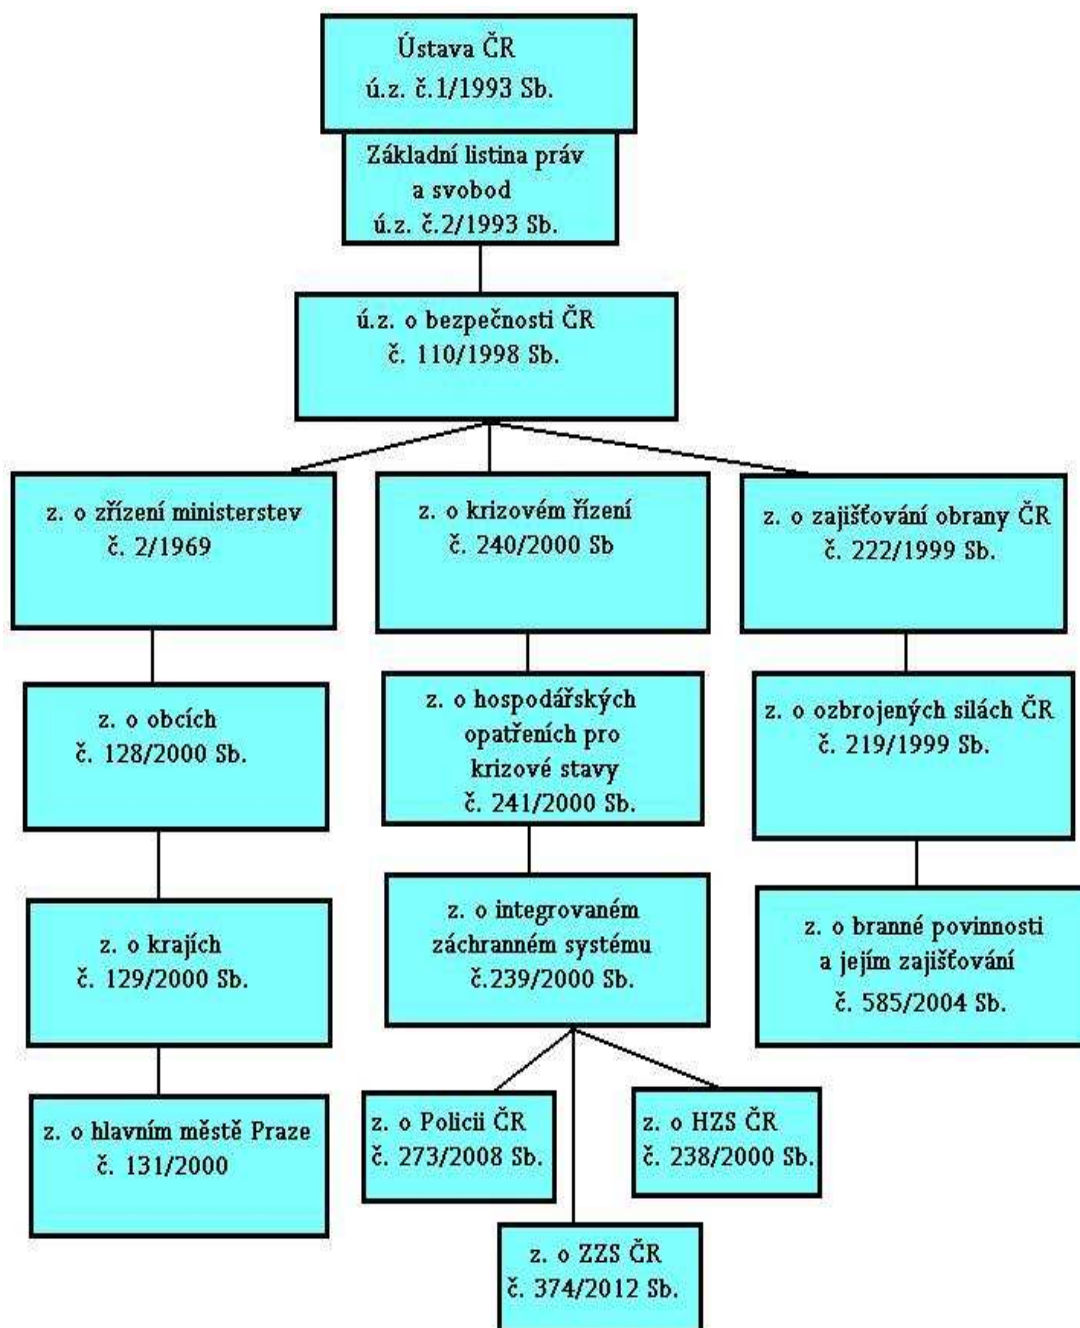 Ústava ČR
ú.z. č.1/1993 Sb.
Základní listina práv
a svobod
ú.z. č.2/1993 Sb.
ú.z. o bezpečnosti ČR
č. 110/1998 Sb.
z. o zřízení ministerstev
č. 2/1969
z. o krizovém řízení
č. 240/2000 Sb
z. o zajišťování obrany ČR
č. 222/1999 Sb.
z. o obcích
č. 128/2000 Sb.
z. o hospodářských
opatřeních pro
krizové stavy
č. 241/2000 Sb.
z. o ozbrojených silách ČR
č. 219/1999 Sb.
z. o krajích
č. 129/2000 Sb.
z. o integrovaném
záchranném systému
č.239/2000 Sb.
z. o branné povinnosti
a jejím zajišťování
č. 585/2004 Sb.
z. o hlavním městě Praze
č. 131/2000
z. o Policii ČR
č. 273/2008 Sb.
z. o HZS ČR
č. 238/2000 Sb.
z. o ZZS ČR
č. 374/2012 Sb.